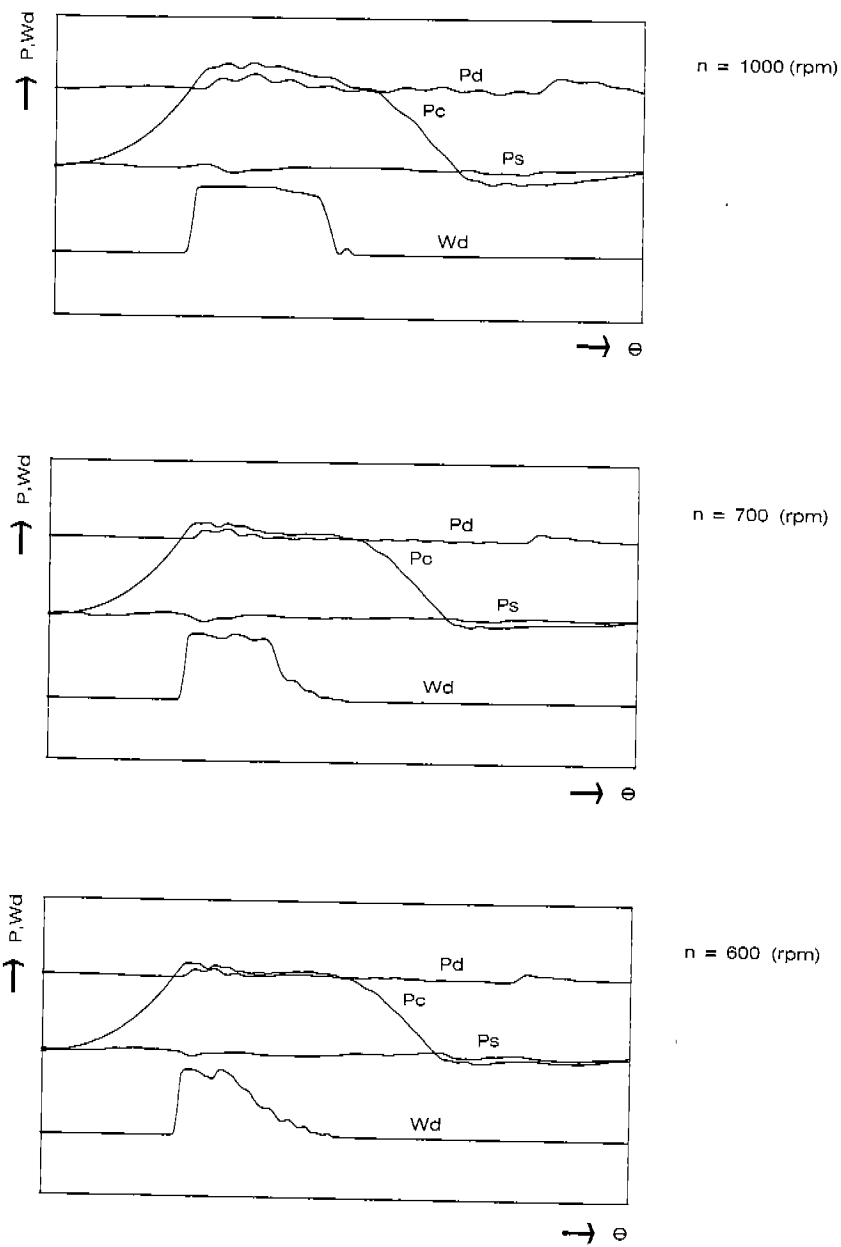 P,Wd
n = 1000 (rpm)
Pd
Pc
Ps
Wd
Θ
P,Wd
n = 700 (rpm)
Pd
Pc
Ps
Wd
Θ
P,Wd
n = 600 (rpm)
Pd
Pc
Ps
Wd
Θ